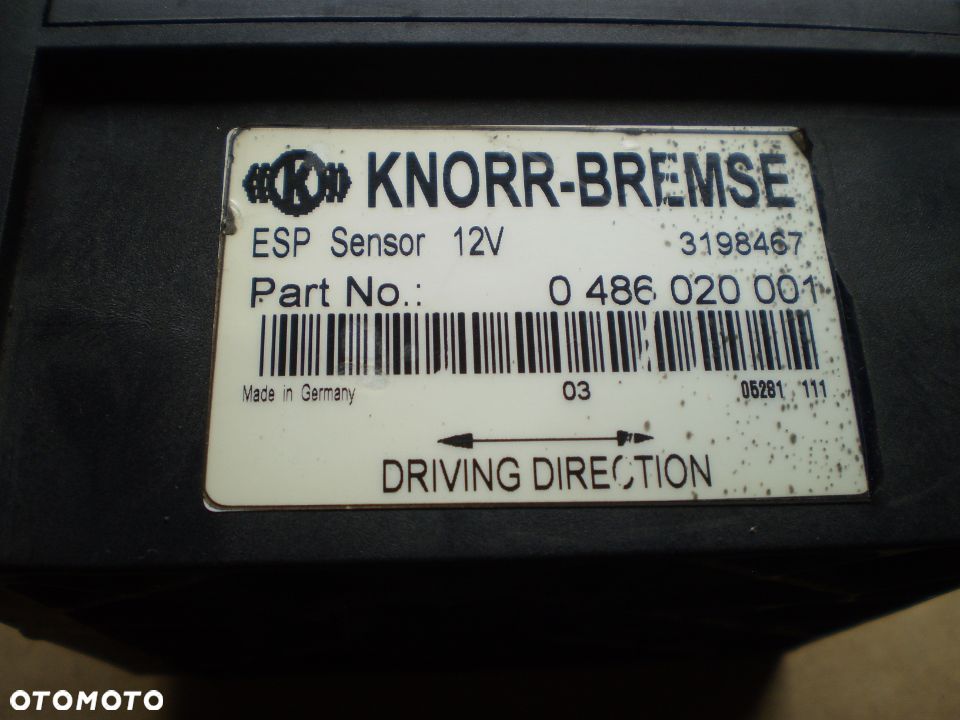 KNORR-BREMSE
ESP Sensor 12V 3198467
Part No.: 0 486 020 001
Made in Germany 03 05281 111
DRIVING DIRECTION
OTOMOTO